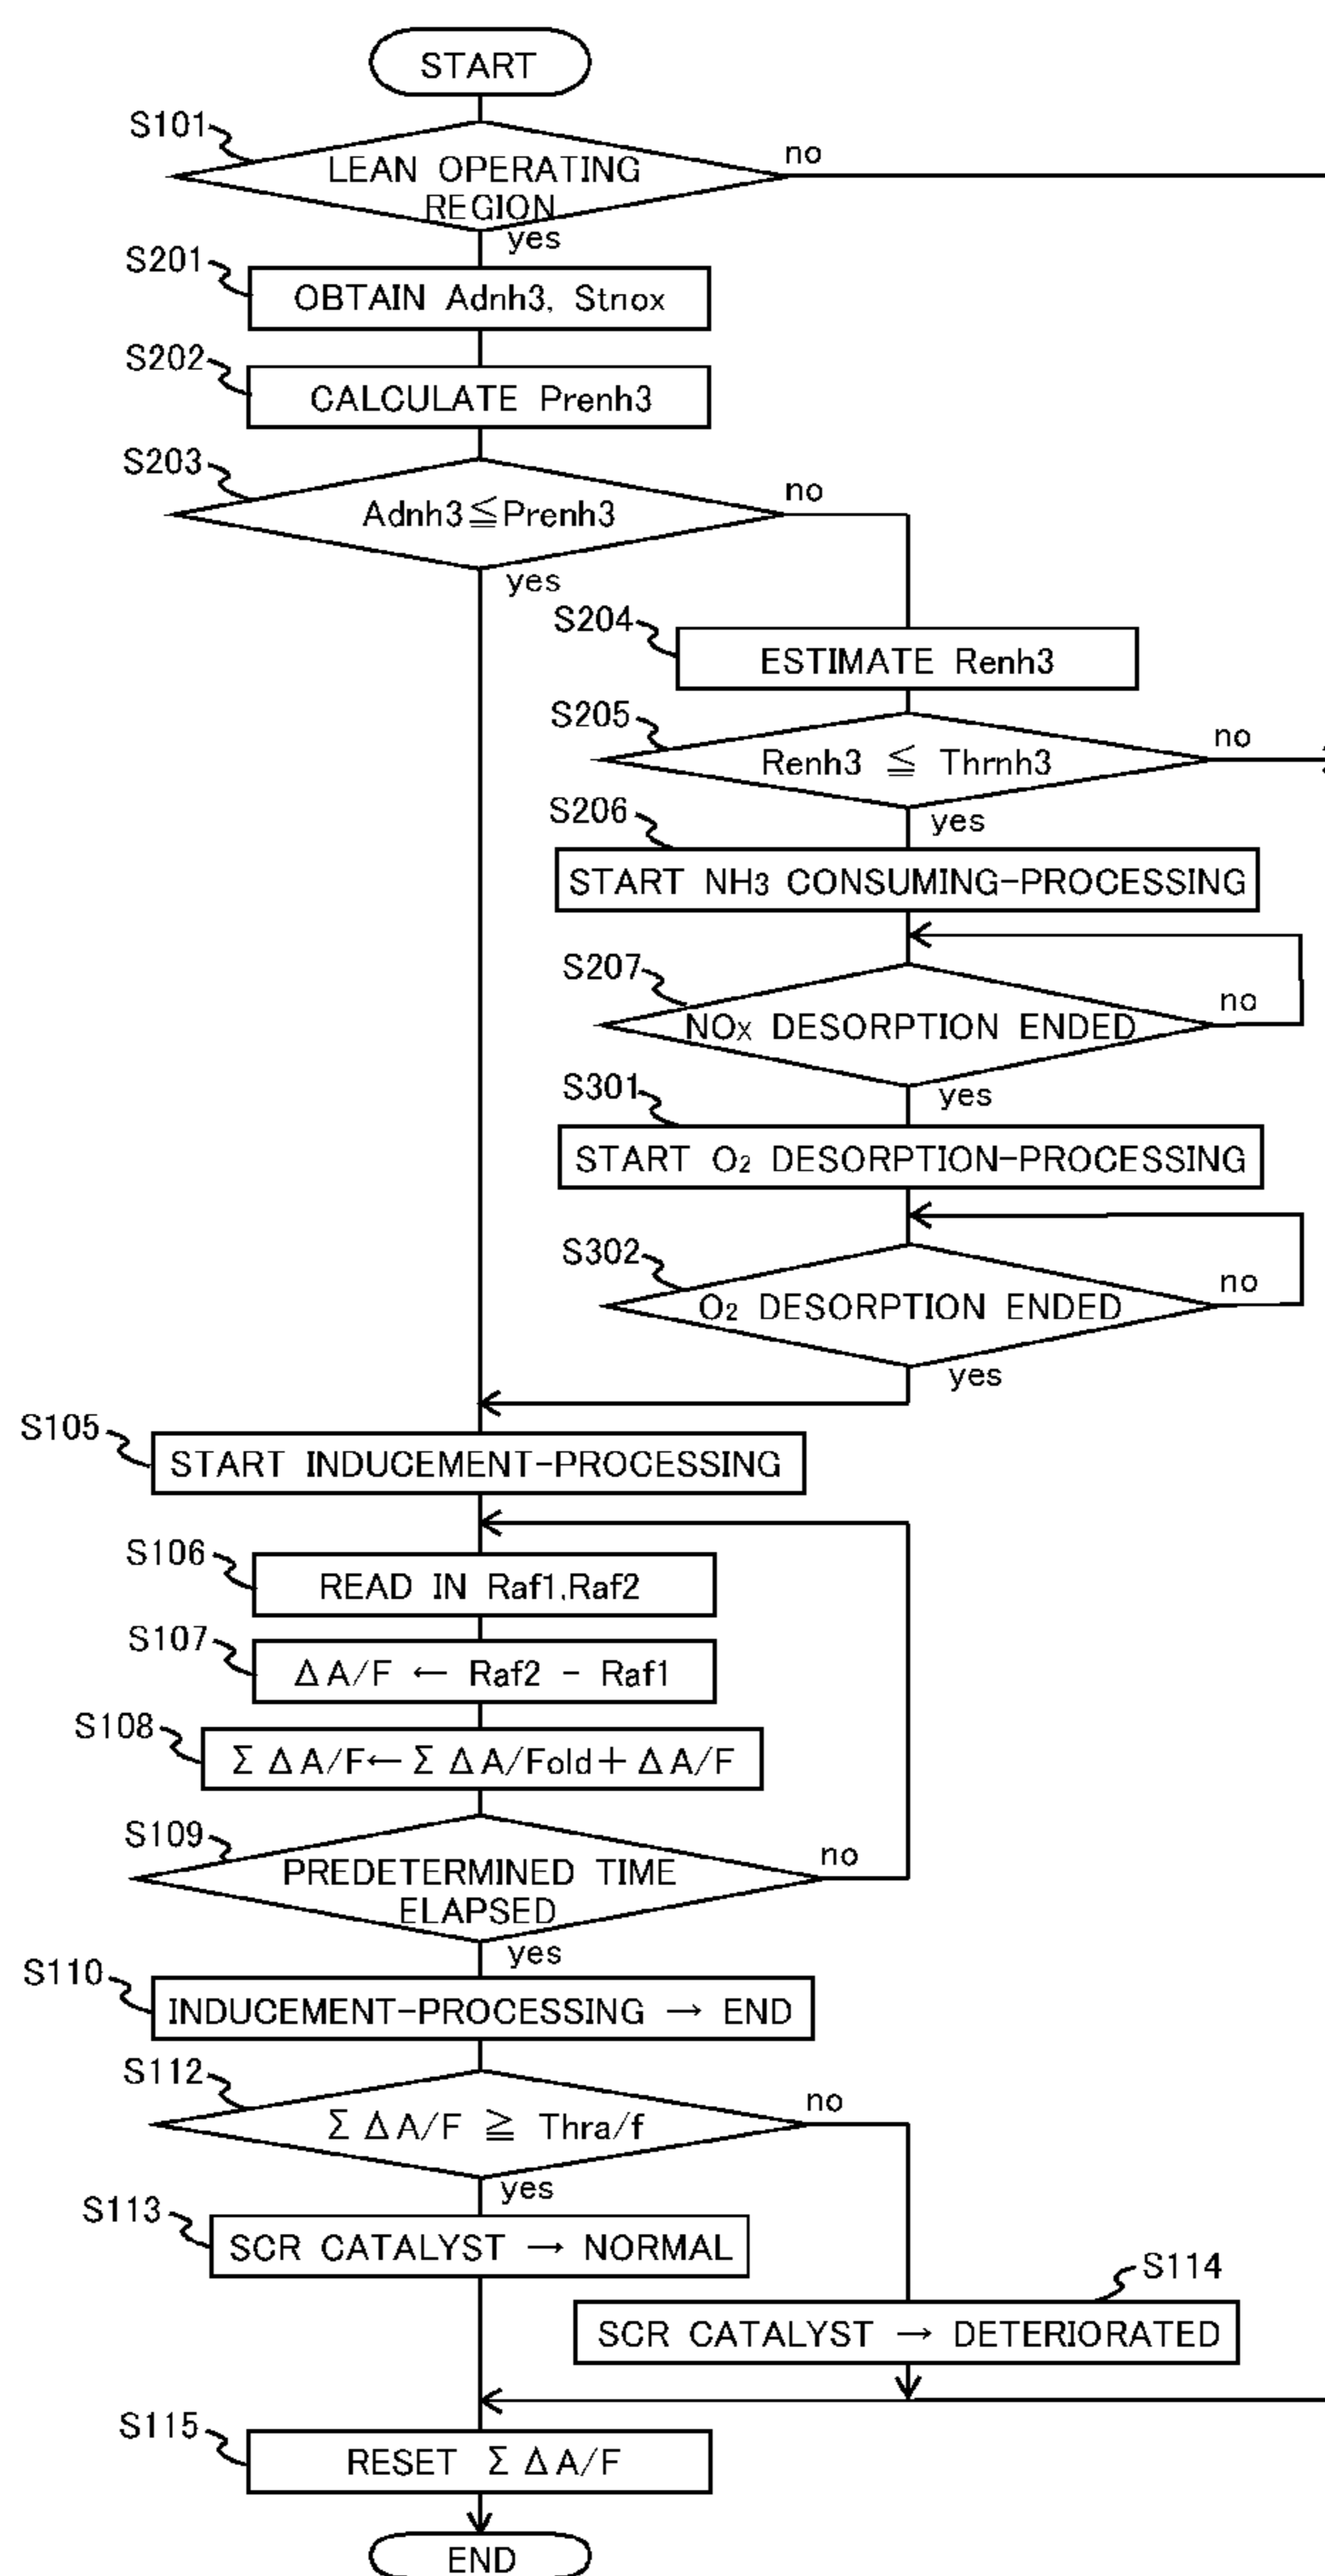 START
S101
LEAN OPERATING
REGION
no
yes
S201
OBTAIN Adnh3, Stnox
S202
CALCULATE Prenh3
S203
Adnh3≦Prenh3
no
yes
S204
ESTIMATE Renh3
S205
Renh3 ≦ Thrnh3
no
yes
S206
START NH3 CONSUMING-PROCESSING
S207
NOX DESORPTION ENDED
no
yes
S301
START O2 DESORPTION-PROCESSING
S302
O2 DESORPTION ENDED
no
yes
S105
START INDUCEMENT-PROCESSING
S106
READ IN Raf1,Raf2
S107
ΔA/F ← Raf2 - Raf1
S108
ΣΔA/F←ΣΔA/Fold+ΔA/F
S109
PREDETERMINED TIME
ELAPSED
no
yes
S110
INDUCEMENT-PROCESSING → END
S112
ΣΔA/F ≧ Thra/f
no
yes
S113
SCR CATALYST → NORMAL
S114
SCR CATALYST → DETERIORATED
S115
RESET ΣΔA/F
END